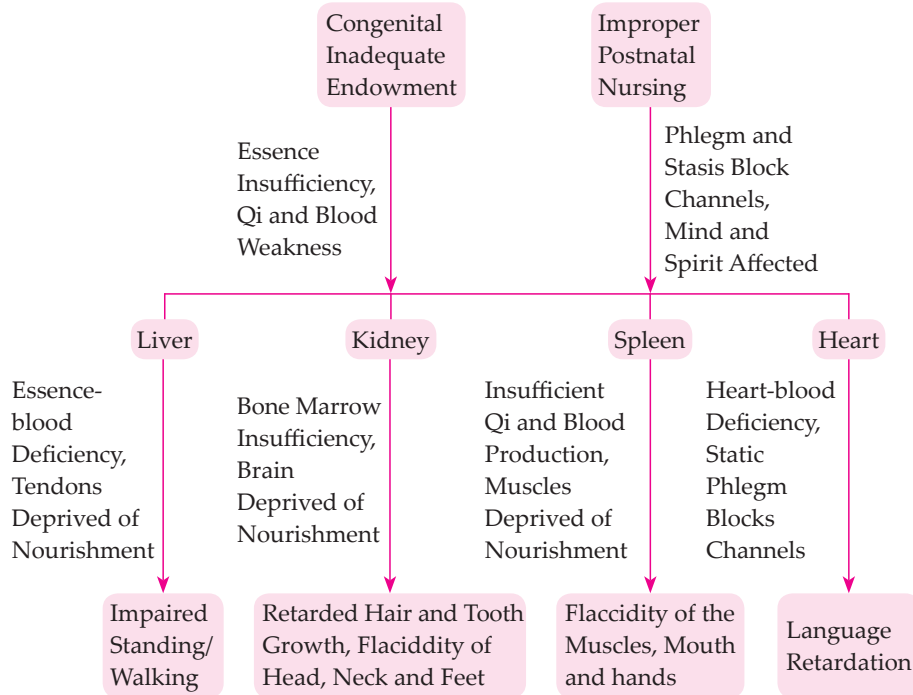 Congenital
Inadequate
Endowment
Improper
Postnatal
Nursing
Essence
Insufficiency,
Qi and Blood
Weakness
Phlegm and
Stasis Block
Channels,
Mind and
Spirit Affected
Liver
Kidney
Spleen
Heart
Essence-
blood
Deficiency,
Tendons
Deprived of
Nourishment
Bone Marrow
Insufficiency,
Brain
Deprived of
Nourishment
Insufficient
Qi and Blood
Production,
Muscles
Deprived of
Nourishment
Heart-blood
Deficiency,
Static
Phlegm
Blocks
Channels
Impaired
Standing/
Walking
Retarded Hair and Tooth
Growth, Flaciddity of
Head, Neck and Feet
Flaccidity of the
Muscles, Mouth
and hands
Language
Retardation